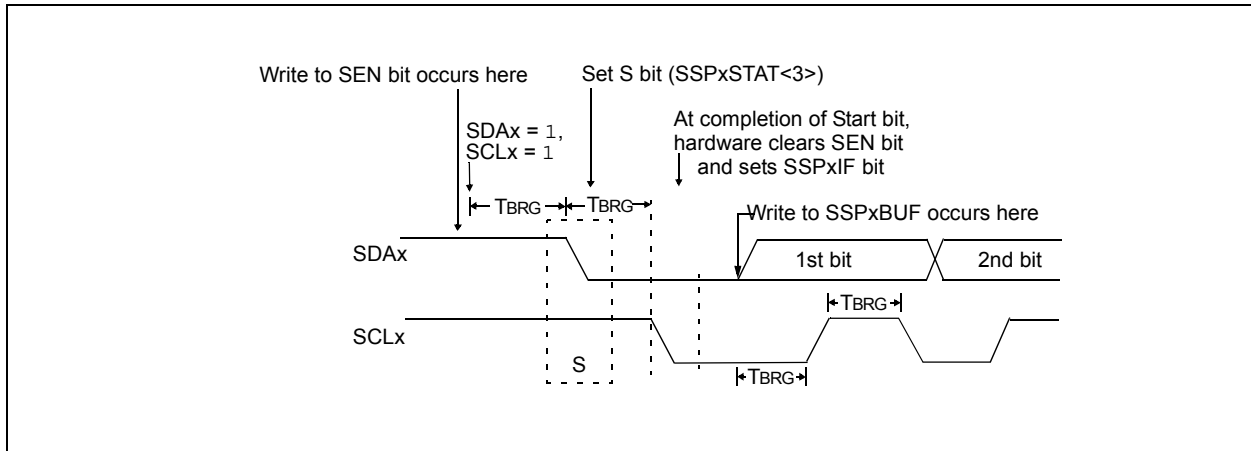 Write to SEN bit occurs here
Set S bit (SSPxSTAT<3>)
SDAx = 1,
SCLx = 1
At completion of Start bit,
hardware clears SEN bit
and sets SSPxIF bit
TBRG
TBRG
Write to SSPxBUF occurs here
SDAx
1st bit
2nd bit
TBRG
SCLx
S
TBRG